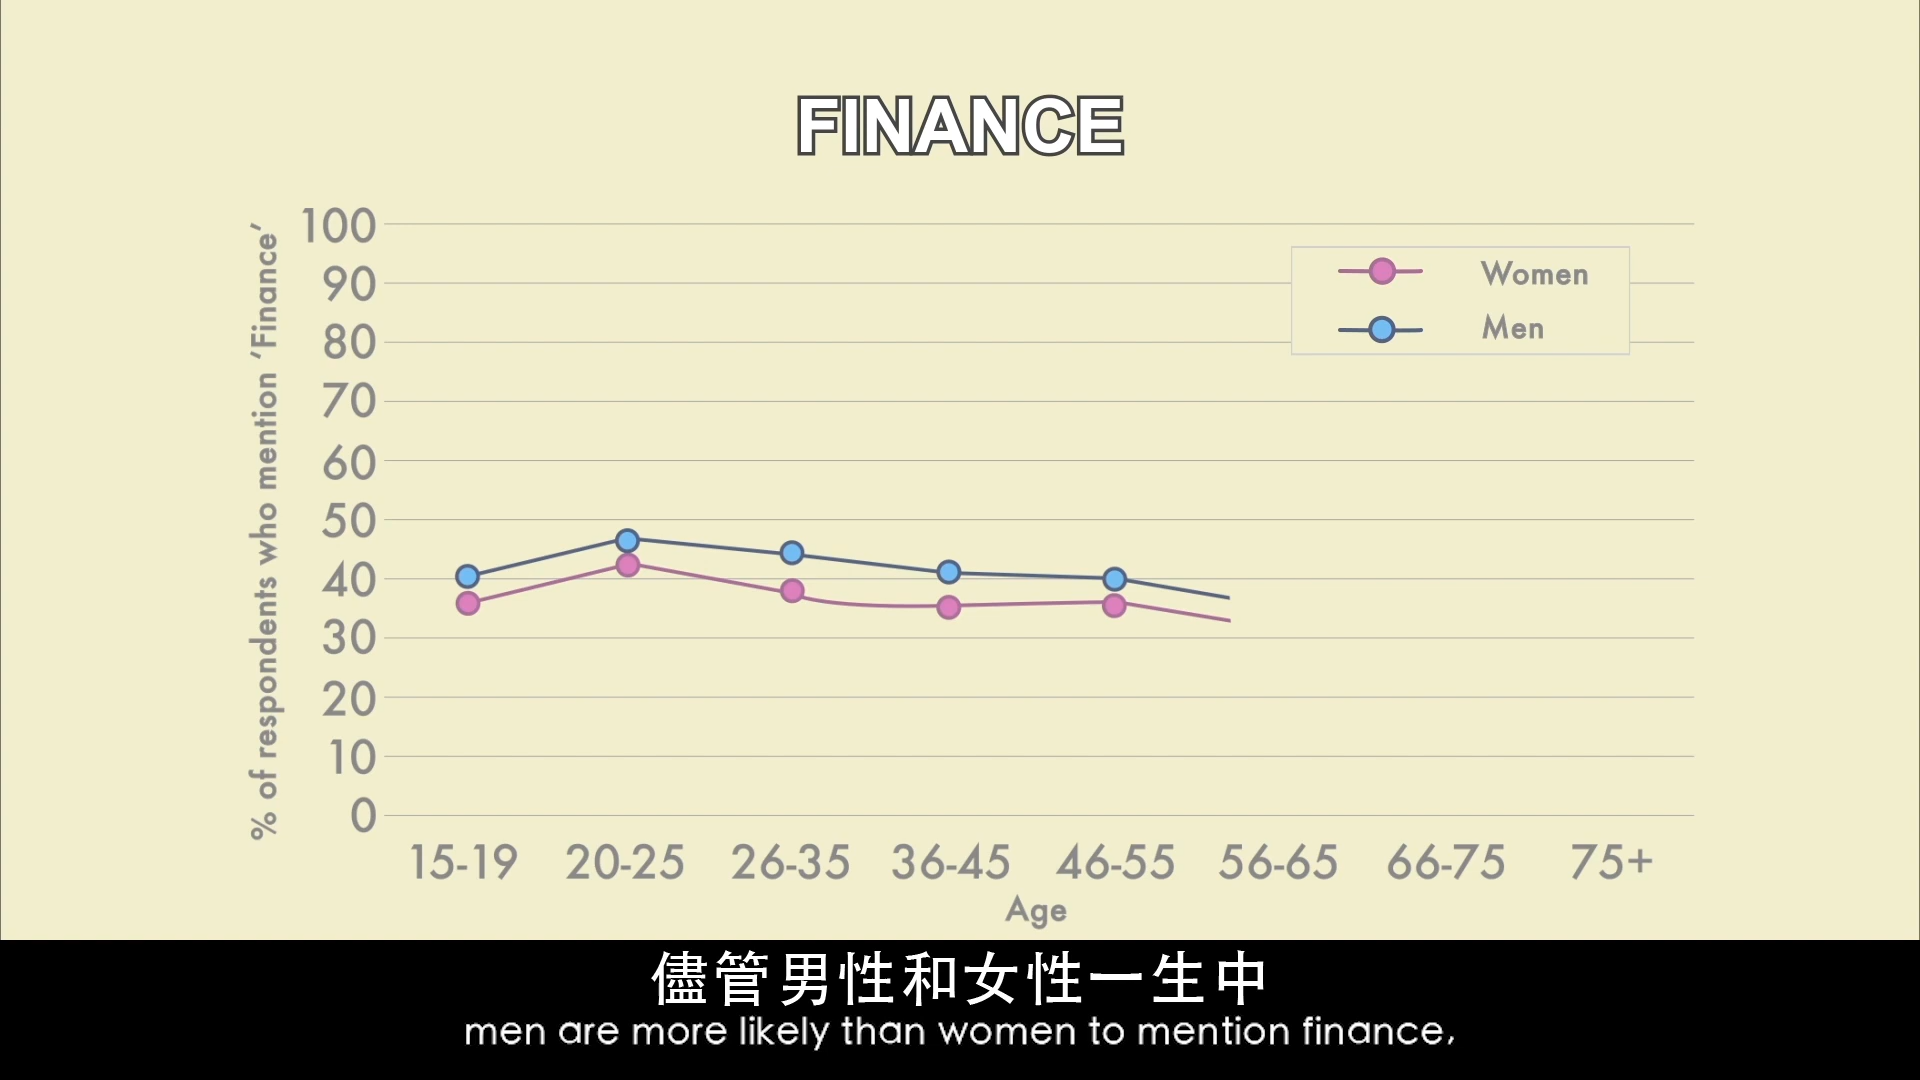 FINANCE
% of respondents who mention ‘Finance’
100
90
80
70
60
50
40
30
20
10
0
Women
Men
15-19 20-25 26-35 36-45 46-55 56-65 66-75 75+
Age
儘管男性和女性一生中
men are more likely than women to mention finance,